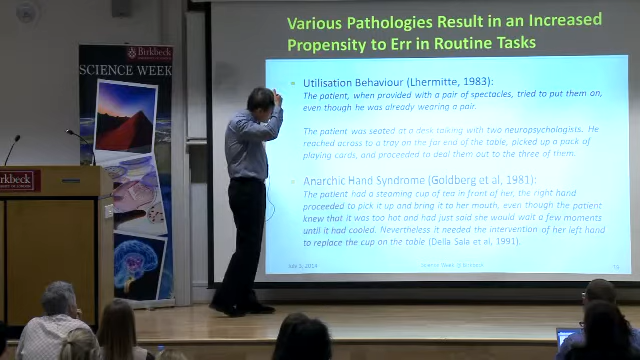 Various Pathologies Result in an Increased
Propensity to Err in Routine Tasks
Birkbeck
SCIENCE WEEK
Utilisation Behaviour (Lhermitte, 1983):
The patient, when provided with a pair of spectacles, tried to put them on,
even though he was already wearing a pair.
The patient was seated at a desk talking with two neuropsychologists. He
reached across to a tray on the far end of the table, picked up a pack of
playing cards, and proceeded to deal them out to the three of them.
Anarchic Hand Syndrome (Goldberg et al, 1981):
The patient had a steaming cup of tea in front of her, the right hand
proceeded to pick it up and bring it to her mouth, even though the patient
knew that it was too hot and had just said she would wait a few moments
until it had cooled. Nevertheless it needed the intervention of her left hand
to replace the cup on the table (Della Sala et al, 1991).
Birkbeck